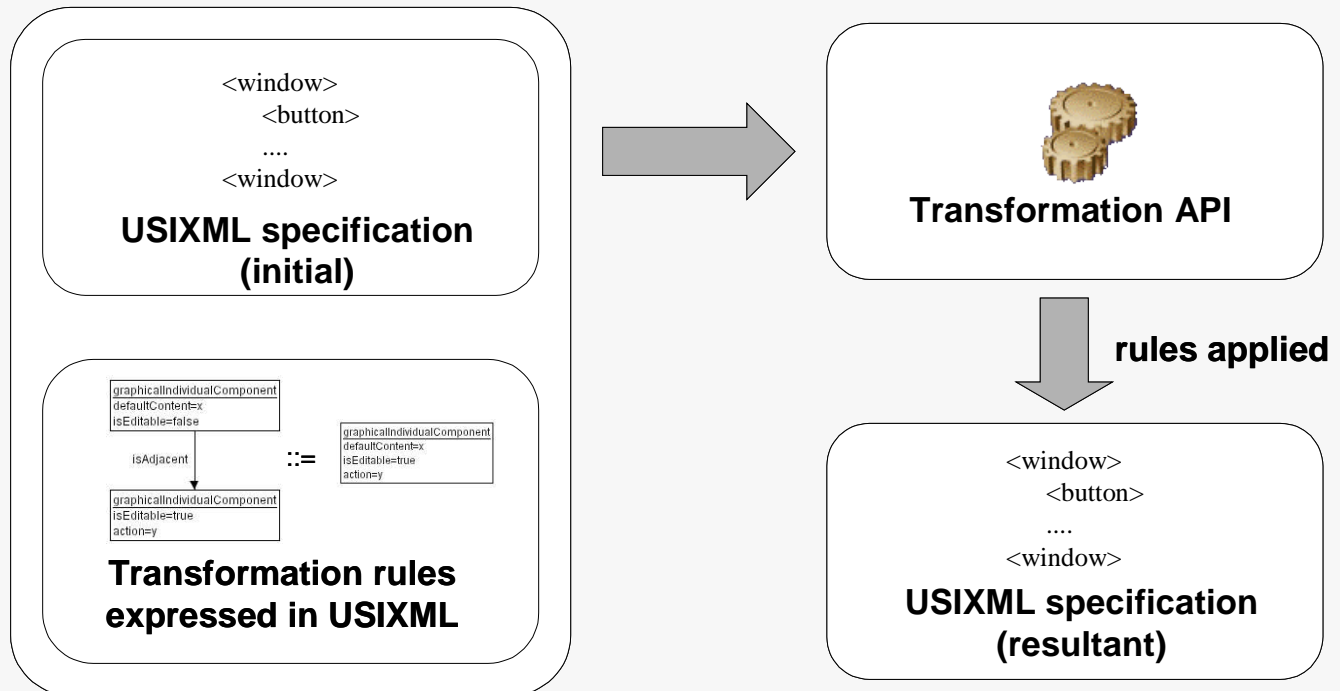 <window>
<button>
....
<window>
USIXML specification
(initial)
graphicalIndividualComponent
defaultContent=x
isEditable=false
isAdjacent
graphicalIndividualComponent
isEditable=true
action=y
::=
graphicalIndividualComponent
defaultContent=x
isEditable=true
action=y
Transformation rules
expressed in USIXML
Transformation API
rules applied
<window>
<button>
....
<window>
USIXML specification
(resultant)